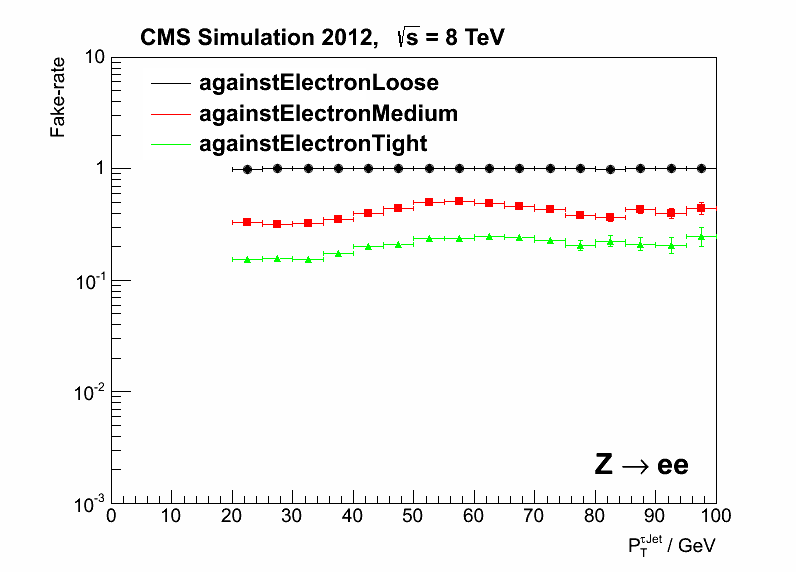 CMS Simulation 2012, √s = 8 TeV
Fake-rate
againstElectronLoose
againstElectronMedium
againstElectronTight
10
1
10⁻¹
10⁻²
10⁻³
Z → ee
0 10 20 30 40 50 60 70 80 90 100
P_T^τJet / GeV